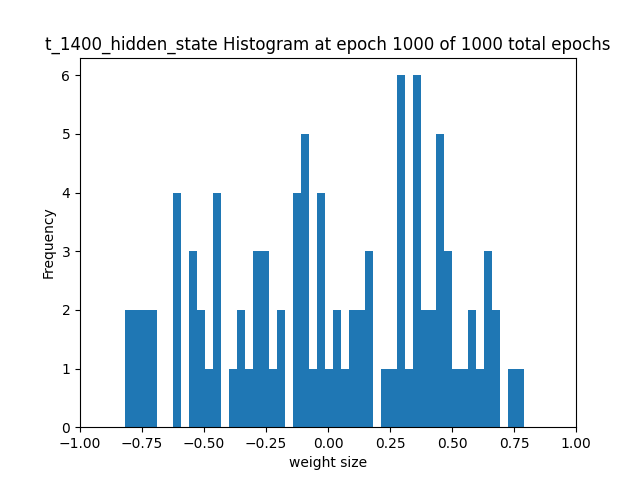 t_1400_hidden_state Histogram at epoch 1000 of 1000 total epochs
6
5
4
3
2
1
0
Frequency
−1.00 −0.75 −0.50 −0.25 0.00 0.25 0.50 0.75 1.00
weight size